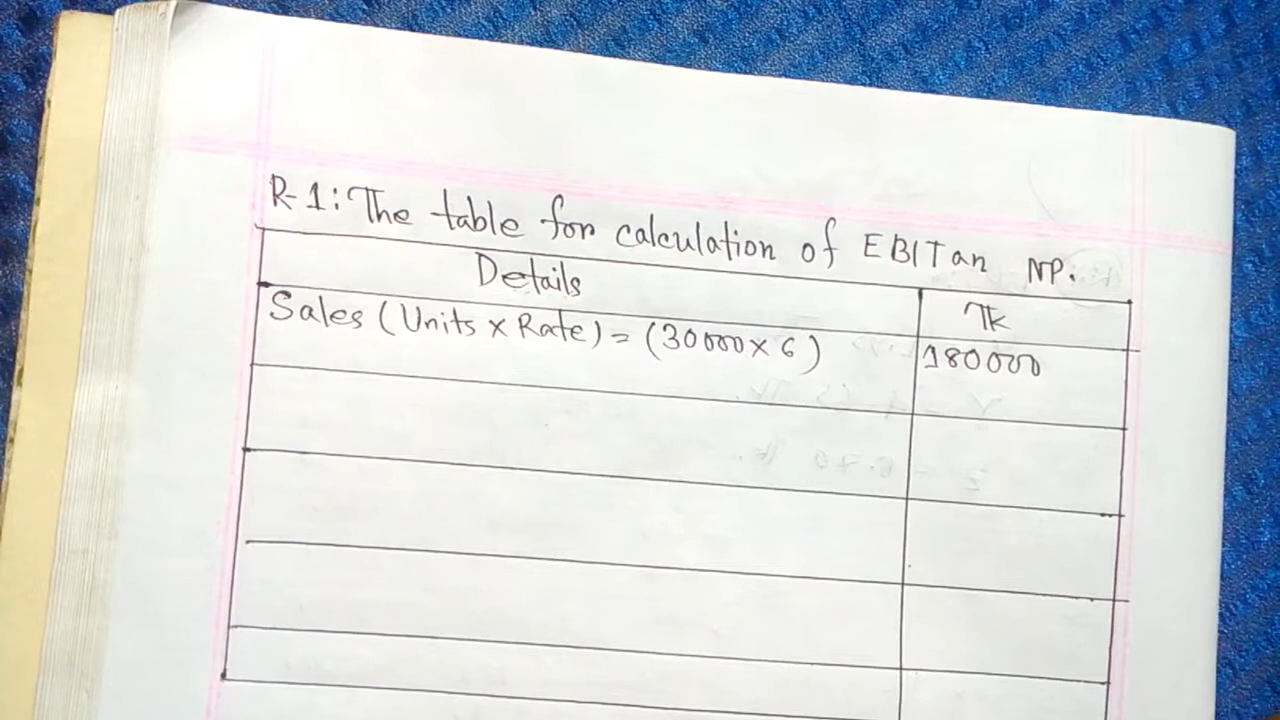 R-1: The table for calculation of EBIT an NP.
Details Tk
Sales (Units × Rate) = (30000 × 6) 180000